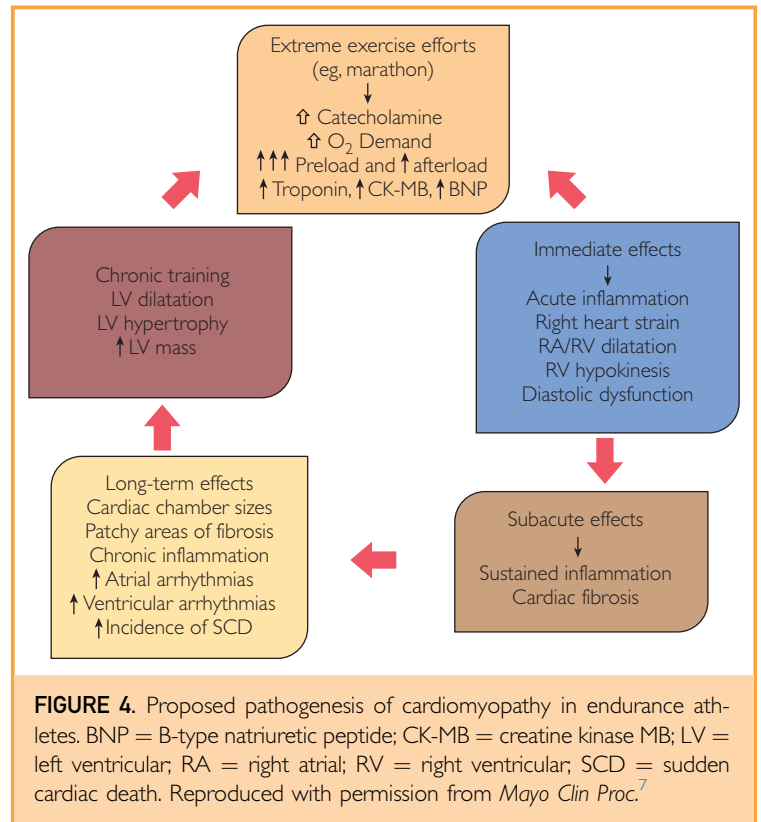 Extreme exercise efforts
(eg, marathon)
↓
⇧ Catecholamine
⇧ O₂ Demand
↑↑↑ Preload and ↑ afterload
↑ Troponin, ↑ CK-MB, ↑ BNP
Immediate effects
↓
Acute inflammation
Right heart strain
RA/RV dilatation
RV hypokinesis
Diastolic dysfunction
Subacute effects
↓
Sustained inflammation
Cardiac fibrosis
Long-term effects
Cardiac chamber sizes
Patchy areas of fibrosis
Chronic inflammation
↑ Atrial arrhythmias
↑ Ventricular arrhythmias
↑ Incidence of SCD
Chronic training
LV dilatation
LV hypertrophy
↑ LV mass
FIGURE 4. Proposed pathogenesis of cardiomyopathy in endurance ath-
letes. BNP = B-type natriuretic peptide; CK-MB = creatine kinase MB; LV =
left ventricular; RA = right atrial; RV = right ventricular; SCD = sudden
cardiac death. Reproduced with permission from Mayo Clin Proc.⁷